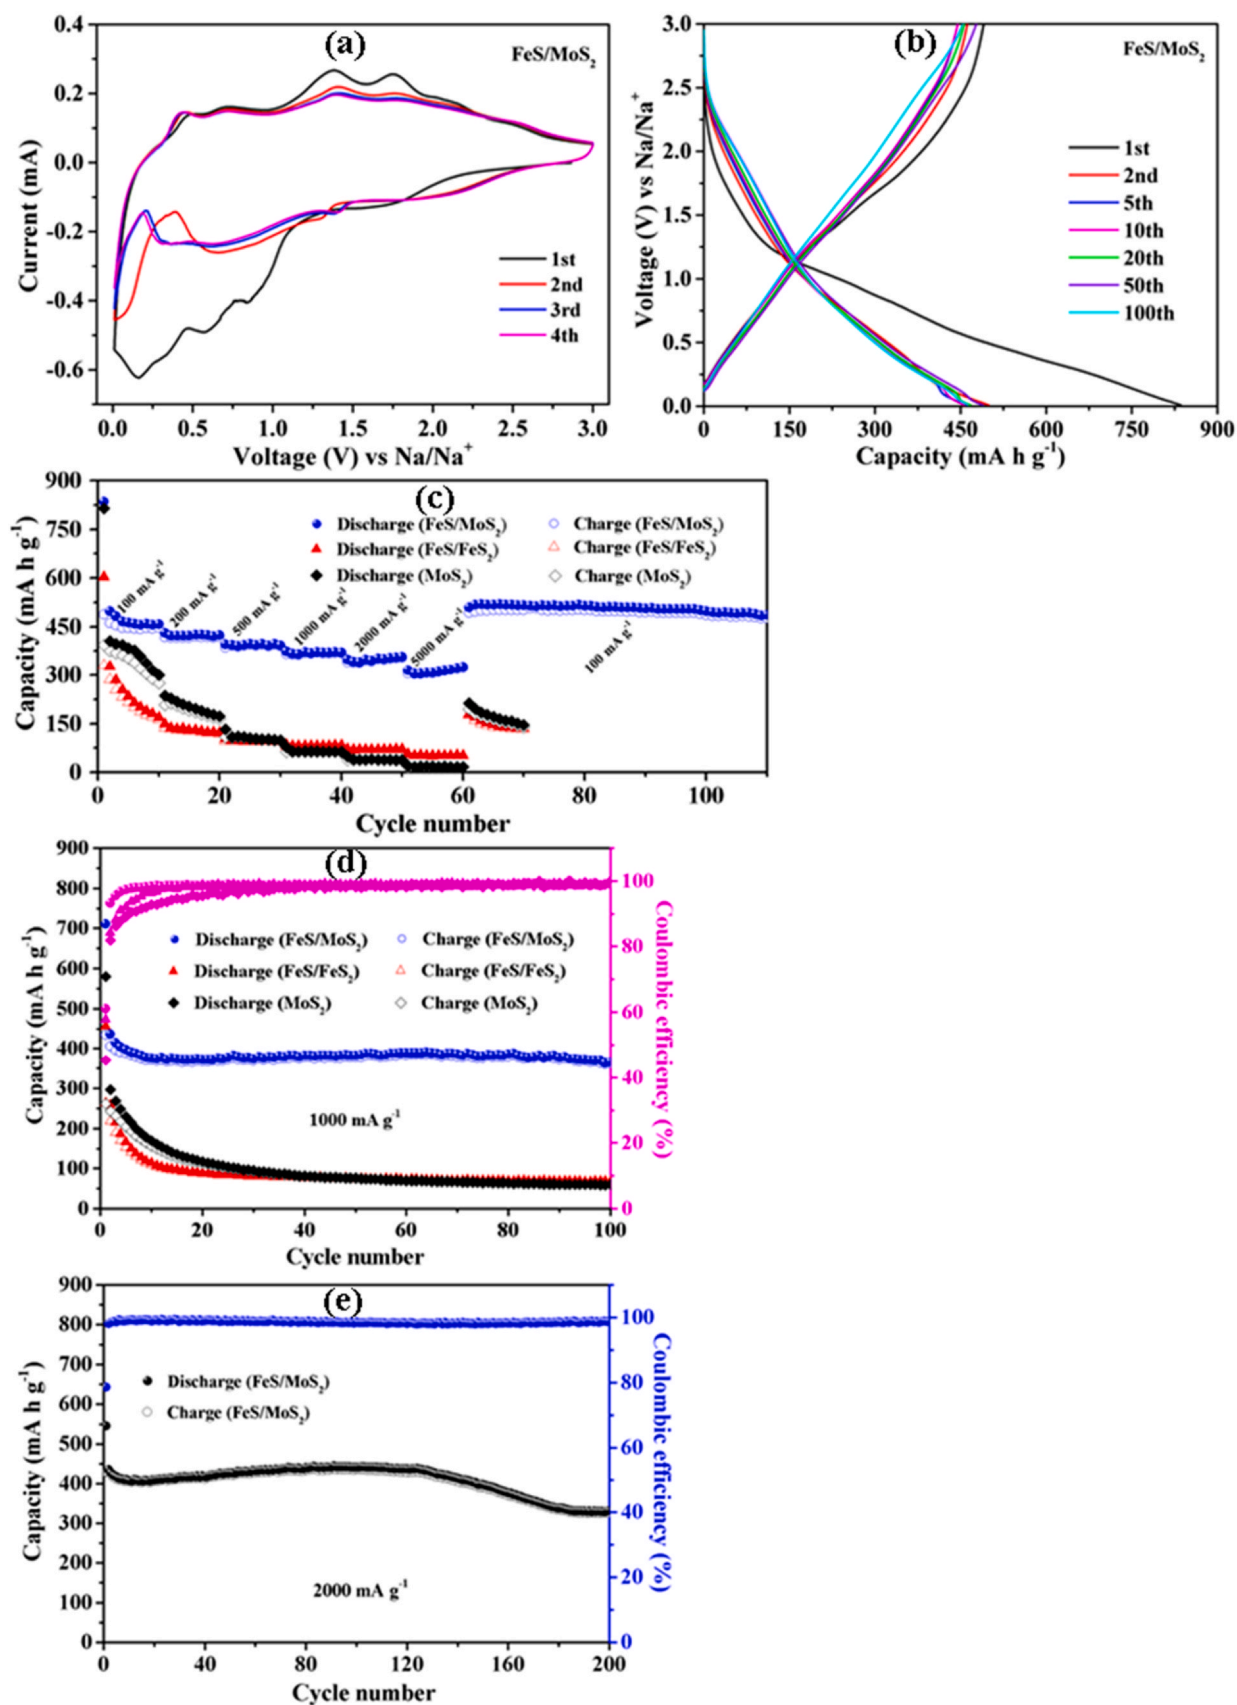 (a)
FeS/MoS₂
0.4
0.2
0.0
-0.2
-0.4
-0.6
Current (mA)
1st
2nd
3rd
4th
0.0 0.5 1.0 1.5 2.0 2.5 3.0
Voltage (V) vs Na/Na⁺
(b)
FeS/MoS₂
3.0
2.5
2.0
1.5
1.0
0.5
0.0
Voltage (V) vs Na/Na⁺
1st
2nd
5th
10th
20th
50th
100th
0 150 300 450 600 750 900
Capacity (mA h g⁻¹)
(c)
900
750
600
450
300
150
0
Capacity (mA h g⁻¹)
Discharge (FeS/MoS₂) Charge (FeS/MoS₂)
Discharge (FeS/FeS₂) Charge (FeS/FeS₂)
Discharge (MoS₂) Charge (MoS₂)
100 mA g⁻¹
200 mA g⁻¹
500 mA g⁻¹
1000 mA g⁻¹
2000 mA g⁻¹
5000 mA g⁻¹
100 mA g⁻¹
0 20 40 60 80 100
Cycle number
(d)
900
800
700
600
500
400
300
200
100
0
Capacity (mA h g⁻¹)
Discharge (FeS/MoS₂) Charge (FeS/MoS₂)
Discharge (FeS/FeS₂) Charge (FeS/FeS₂)
Discharge (MoS₂) Charge (MoS₂)
1000 mA g⁻¹
100
80
60
40
20
0
Coulombic efficiency (%)
0 20 40 60 80 100
Cycle number
(e)
900
800
700
600
500
400
300
200
100
0
Capacity (mA h g⁻¹)
Discharge (FeS/MoS₂)
Charge (FeS/MoS₂)
2000 mA g⁻¹
100
80
60
40
20
0
Coulombic efficiency (%)
0 40 80 120 160 200
Cycle number